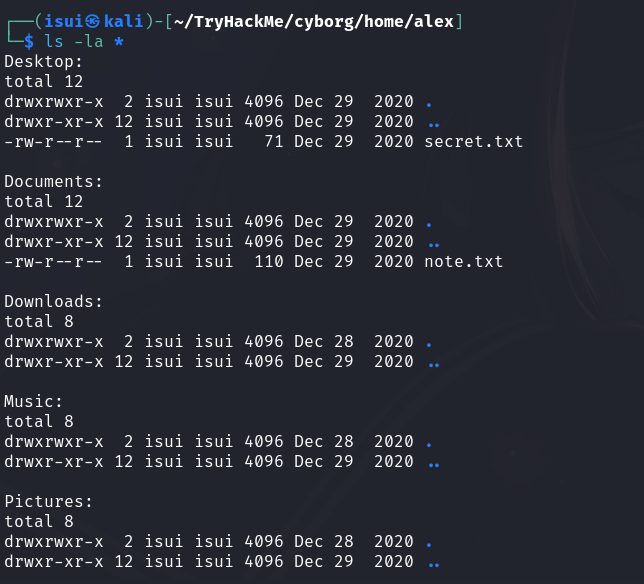 ┌──(isui㉿kali)-[~/TryHackMe/cyborg/home/alex]
└─$ ls -la *
Desktop:
total 12
drwxrwxr-x  2 isui isui 4096 Dec 29  2020 .
drwxr-xr-x 12 isui isui 4096 Dec 29  2020 ..
-rw-r--r--  1 isui isui   71 Dec 29  2020 secret.txt

Documents:
total 12
drwxrwxr-x  2 isui isui 4096 Dec 29  2020 .
drwxr-xr-x 12 isui isui 4096 Dec 29  2020 ..
-rw-r--r--  1 isui isui  110 Dec 29  2020 note.txt

Downloads:
total 8
drwxrwxr-x  2 isui isui 4096 Dec 28  2020 .
drwxr-xr-x 12 isui isui 4096 Dec 29  2020 ..

Music:
total 8
drwxrwxr-x  2 isui isui 4096 Dec 28  2020 .
drwxr-xr-x 12 isui isui 4096 Dec 29  2020 ..

Pictures:
total 8
drwxrwxr-x  2 isui isui 4096 Dec 28  2020 .
drwxr-xr-x 12 isui isui 4096 Dec 29  2020 ..